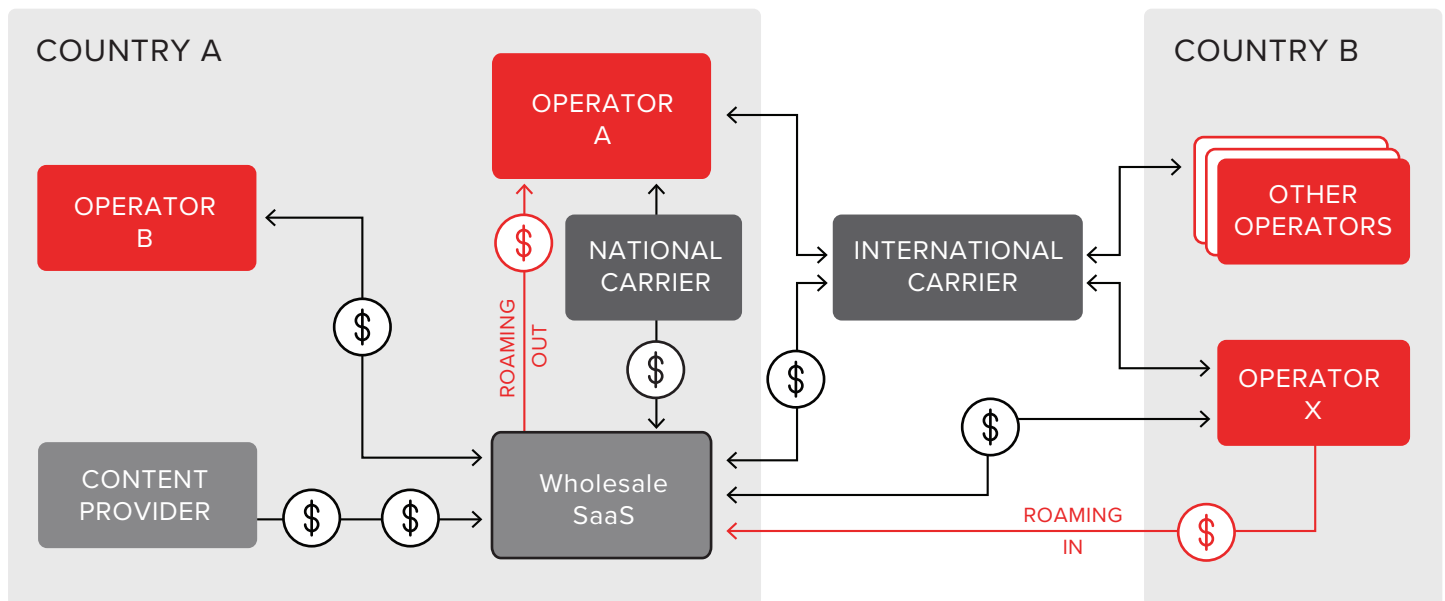 COUNTRY A
COUNTRY B
OPERATOR
A
OPERATOR
B
NATIONAL
CARRIER
INTERNATIONAL
CARRIER
OTHER
OPERATORS
ROAMING
OUT
$
$
$
$
OPERATOR
X
$
CONTENT
PROVIDER
$
$
Wholesale
SaaS
ROAMING
IN
$